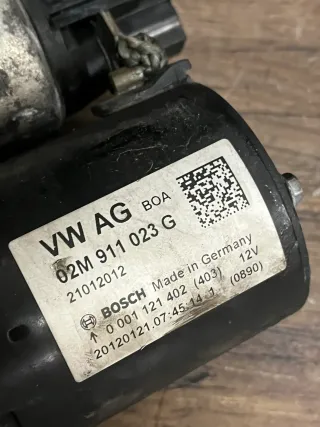 VW AG BOA
02M 911 023 G
21012012
BOSCH Made in Germany
0 001 121 402 (403) 12V
20120121.07:45:14.1 (0890)